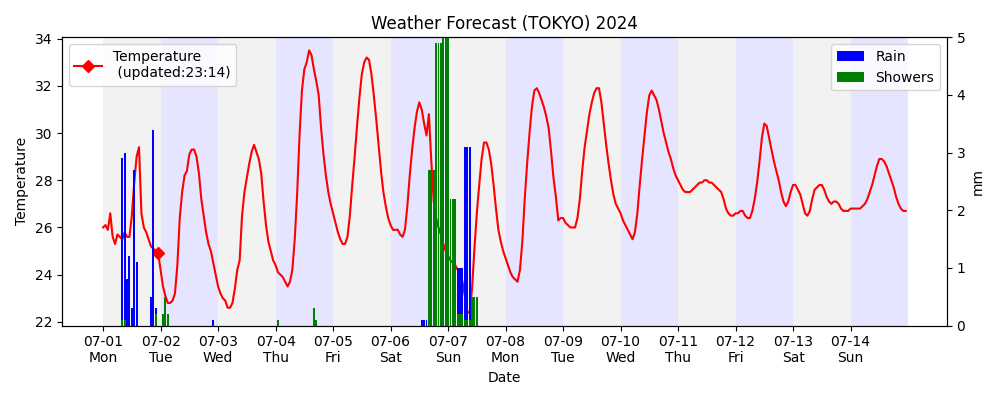 Weather Forecast (TOKYO) 2024
Temperature
(updated:23:14)
Rain
Showers
34
32
30
28
26
24
22
Temperature
5
4
3
2
1
0
mm
07-01 07-02 07-03 07-04 07-05 07-06 07-07 07-08 07-09 07-10 07-11 07-12 07-13 07-14
Mon Tue Wed Thu Fri Sat Sun Mon Tue Wed Thu Fri Sat Sun
Date